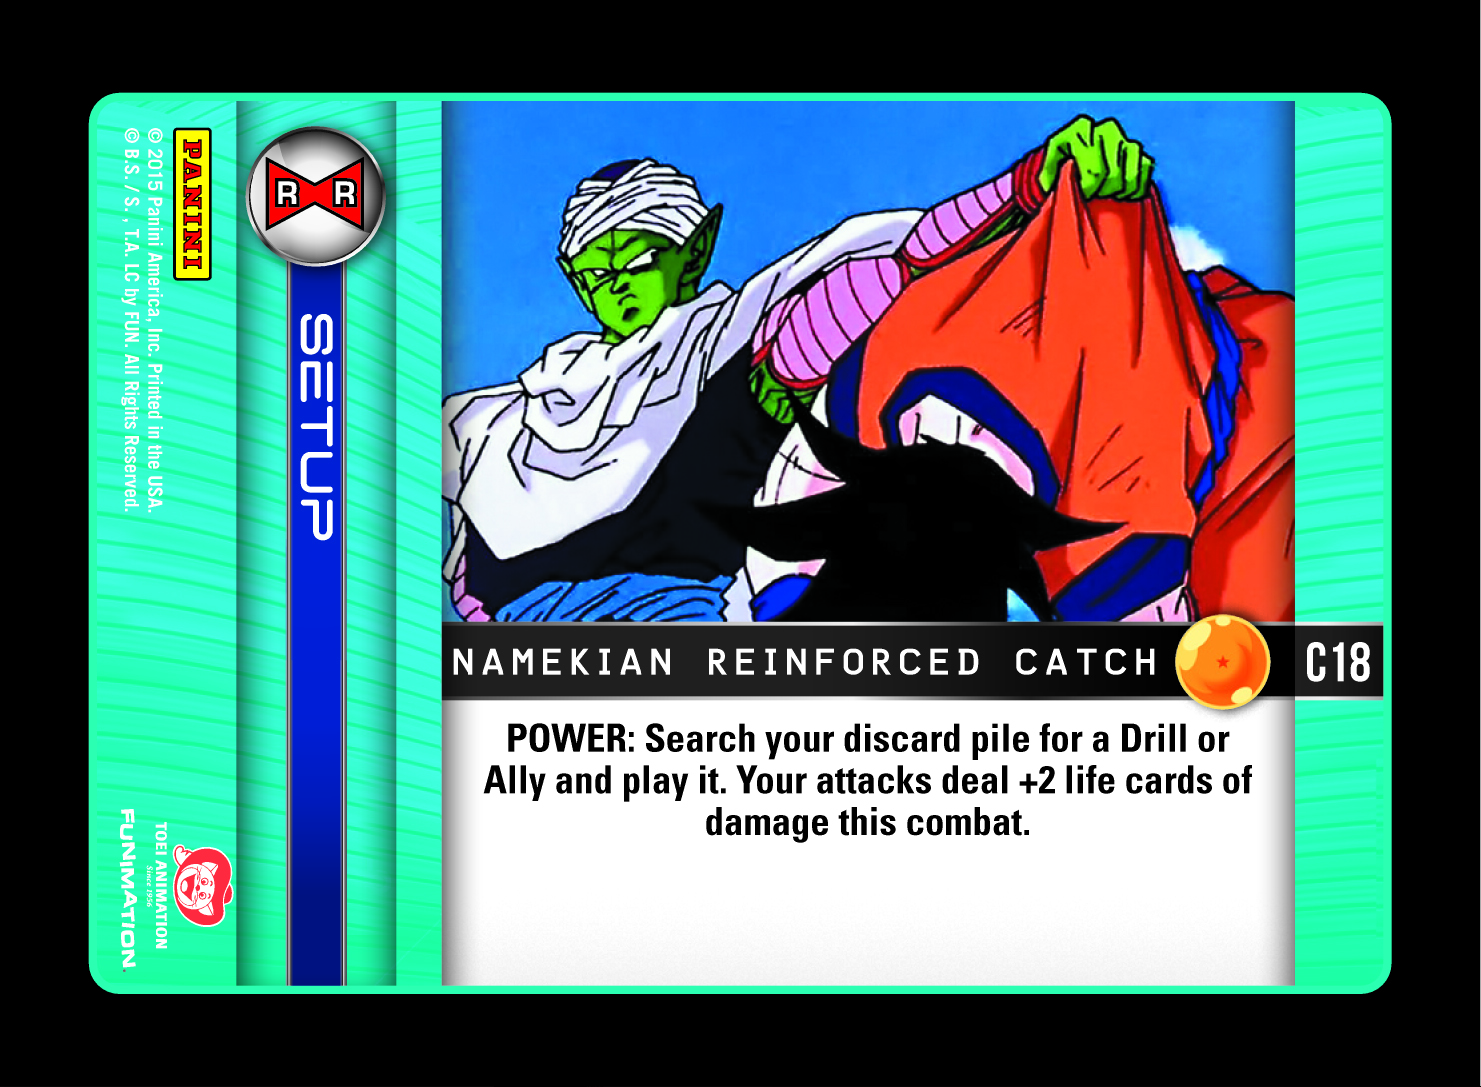 © 2015 Panini America, Inc. Printed in the USA.
© B.S. / S. , T.A. LC by FUN. All Rights Reserved.
PANINI
R R
SETUP
NAMEKIAN REINFORCED CATCH
C18
POWER: Search your discard pile for a Drill or
Ally and play it. Your attacks deal +2 life cards of
damage this combat.
TOEI ANIMATION
Since 1956
FUNIMATION